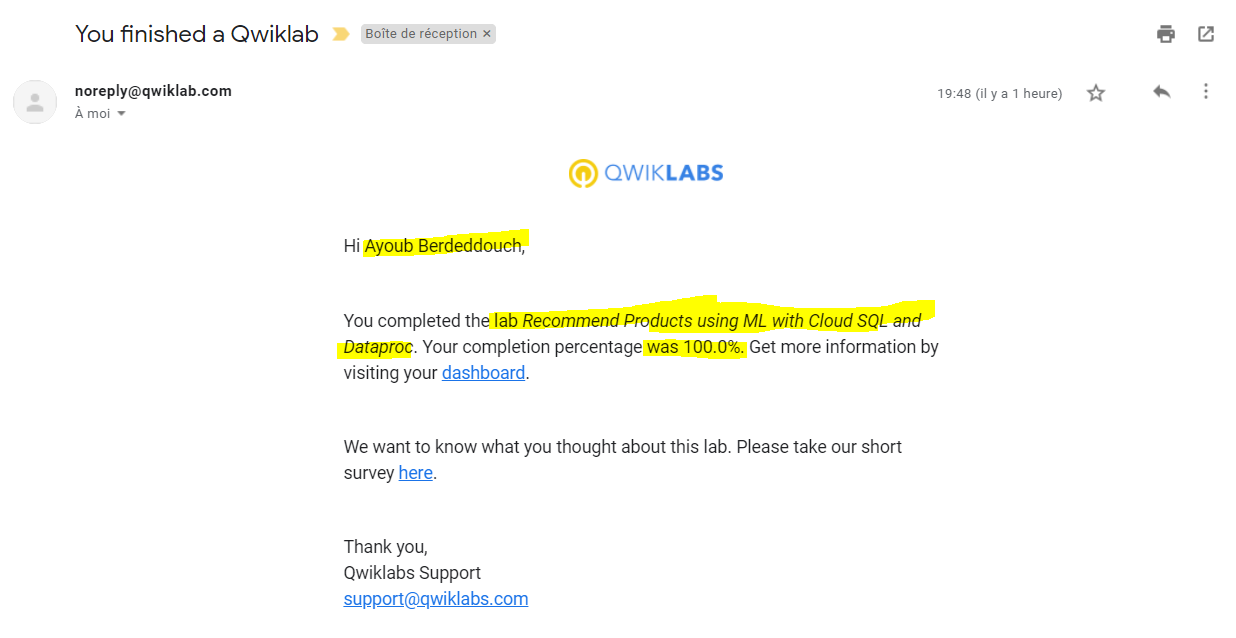 You finished a Qwiklab
Boîte de réception ×
noreply@qwiklab.com
19:48 (il y a 1 heure)
À moi
QWIKLABS
Hi Ayoub Berdeddouch,
You completed the lab Recommend Products using ML with Cloud SQL and
Dataproc. Your completion percentage was 100.0%. Get more information by
visiting your dashboard.
We want to know what you thought about this lab. Please take our short
survey here.
Thank you,
Qwiklabs Support
support@qwiklabs.com